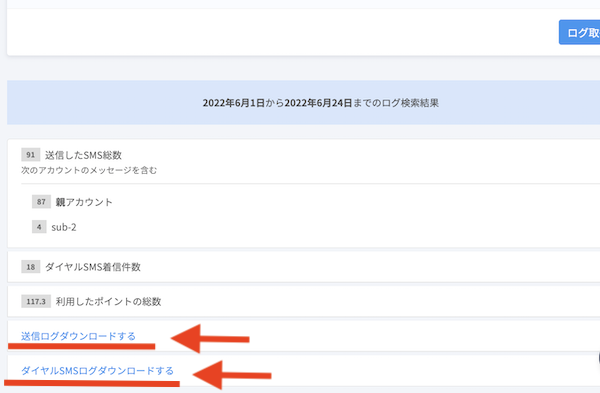 ログ取
2022年6月1日から2022年6月24日までのログ検索結果
91 送信したSMS総数
次のアカウントのメッセージを含む
87 親アカウント
4 sub-2
18 ダイヤルSMS着信件数
117.3 利用したポイントの総数
送信ログダウンロードする
ダイヤルSMSログダウンロードする